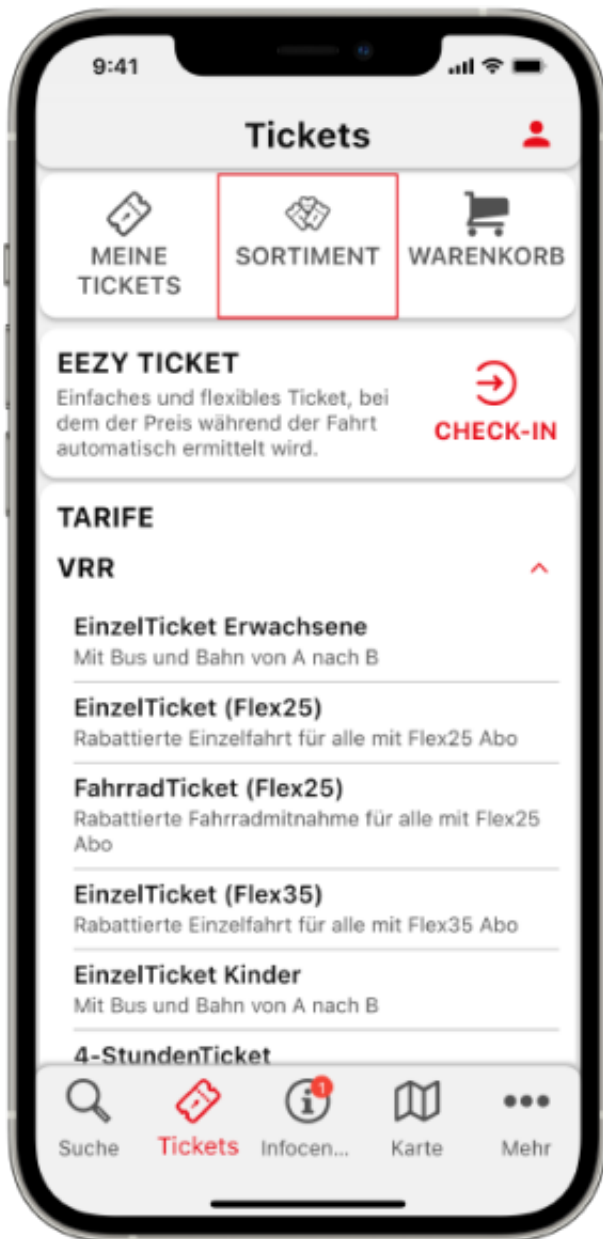 9:41
Tickets
MEINE
TICKETS
SORTIMENT
WARENKORB
EEZY TICKET
Einfaches und flexibles Ticket, bei
dem der Preis während der Fahrt
automatisch ermittelt wird.
CHECK-IN
TARIFE
VRR
EinzelTicket Erwachsene
Mit Bus und Bahn von A nach B
EinzelTicket (Flex25)
Rabattierte Einzelfahrt für alle mit Flex25 Abo
FahrradTicket (Flex25)
Rabattierte Fahrradmitnahme für alle mit Flex25
Abo
EinzelTicket (Flex35)
Rabattierte Einzelfahrt für alle mit Flex35 Abo
EinzelTicket Kinder
Mit Bus und Bahn von A nach B
4-StundenTicket
1
Suche
Tickets
Infocen...
Karte
Mehr